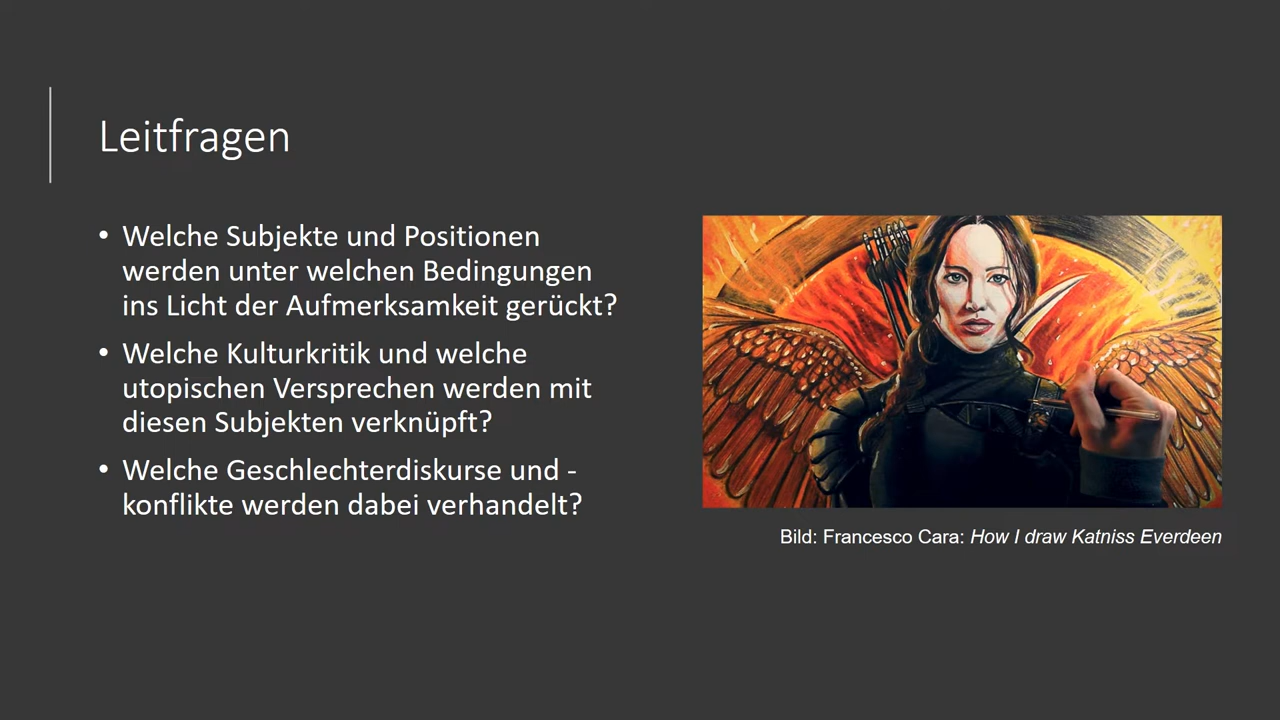 Leitfragen
• Welche Subjekte und Positionen
werden unter welchen Bedingungen
ins Licht der Aufmerksamkeit gerückt?
• Welche Kulturkritik und welche
utopischen Versprechen werden mit
diesen Subjekten verknüpft?
• Welche Geschlechterdiskurse und -
konflikte werden dabei verhandelt?
Bild: Francesco Cara: How I draw Katniss Everdeen